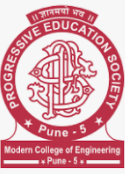 ॥ ज्ञानमयो भव ॥
PROGRESSIVE EDUCATION SOCIETY
Pune - 5
Modern College of Engineering
Pune - 5